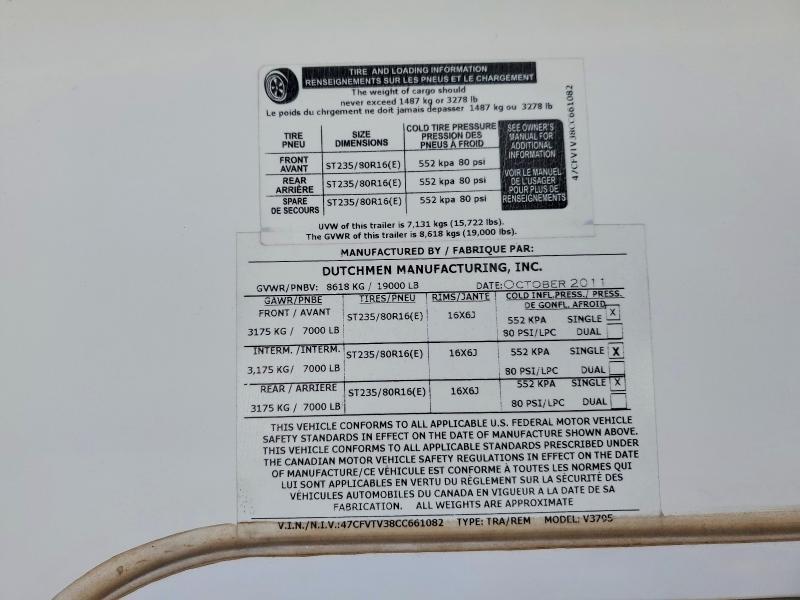 TIRE AND LOADING INFORMATION
RENSEIGNEMENTS SUR LES PNEUS ET LE CHARGEMENT
The weight of cargo should
never exceed 1487 kg or 3278 lb
Le poids du chrgement ne doit jamais depasser 1487 kg ou 3278 lb
TIRE
PNEU
SIZE
DIMENSIONS
COLD TIRE PRESSURE
PRESSION DES
PNEUS À FROID
FRONT
AVANT
ST235/80R16(E)
552 kpa 80 psi
REAR
ARRIÈRE
ST235/80R16(E)
552 kpa 80 psi
SPARE
DE SECOURS
ST235/80R16(E)
552 kpa 80 psi
SEE OWNER'S
MANUAL FOR
ADDITIONAL
INFORMATION
VOIR LE MANUEL
DE L'USAGER
POUR PLUS DE
RENSEIGNEMENTS
47CFVTV38CC661082
UVW of this trailer is 7,131 kgs (15,722 lbs).
The GVWR of this trailer is 8,618 kgs (19,000 lbs).
MANUFACTURED BY / FABRIQUE PAR:
DUTCHMEN MANUFACTURING, INC.
GVWR/PNBV: 8618 KG / 19000 LB DATE: OCTOBER 2011
GAWR/PNBE TIRES/PNEU RIMS/JANTE COLD INFL.PRESS./ PRESS.
DE GONFL. AFROID
FRONT / AVANT
3175 KG / 7000 LB
ST235/80R16(E)
16X6J
552 KPA SINGLE X
80 PSI/LPC DUAL
INTERM. /INTERM.
3,175 KG/ 7000 LB
ST235/80R16(E)
16X6J
552 KPA SINGLE X
80 PSI/LPC DUAL
REAR / ARRIERE
3175 KG / 7000 LB
ST235/80R16(E)
16X6J
552 KPA SINGLE X
80 PSI/LPC DUAL
THIS VEHICLE CONFORMS TO ALL APPLICABLE U.S. FEDERAL MOTOR VEHICLE
SAFETY STANDARDS IN EFFECT ON THE DATE OF MANUFACTURE SHOWN ABOVE.
THIS VEHICLE CONFORMS TO ALL APPLICABLE STANDARDS PRESCRIBED UNDER
THE CANADIAN MOTOR VEHICLE SAFETY REGULATIONS IN EFFECT ON THE DATE
OF MANUFACTURE/CE VÉHICULE EST CONFORME À TOUTES LES NORMES QUI
LUI SONT APPLICABLES EN VERTU DU RÈGLEMENT SUR LA SÉCURITÉ DES
VÉHICULES AUTOMOBILES DU CANADA EN VIGUEUR A LA DATE DE SA
FABRICATION. ALL WEIGHTS ARE APPROXIMATE
V.I.N./N.I.V.:47CFVTV38CC661082 TYPE: TRA/REM MODEL: V3795